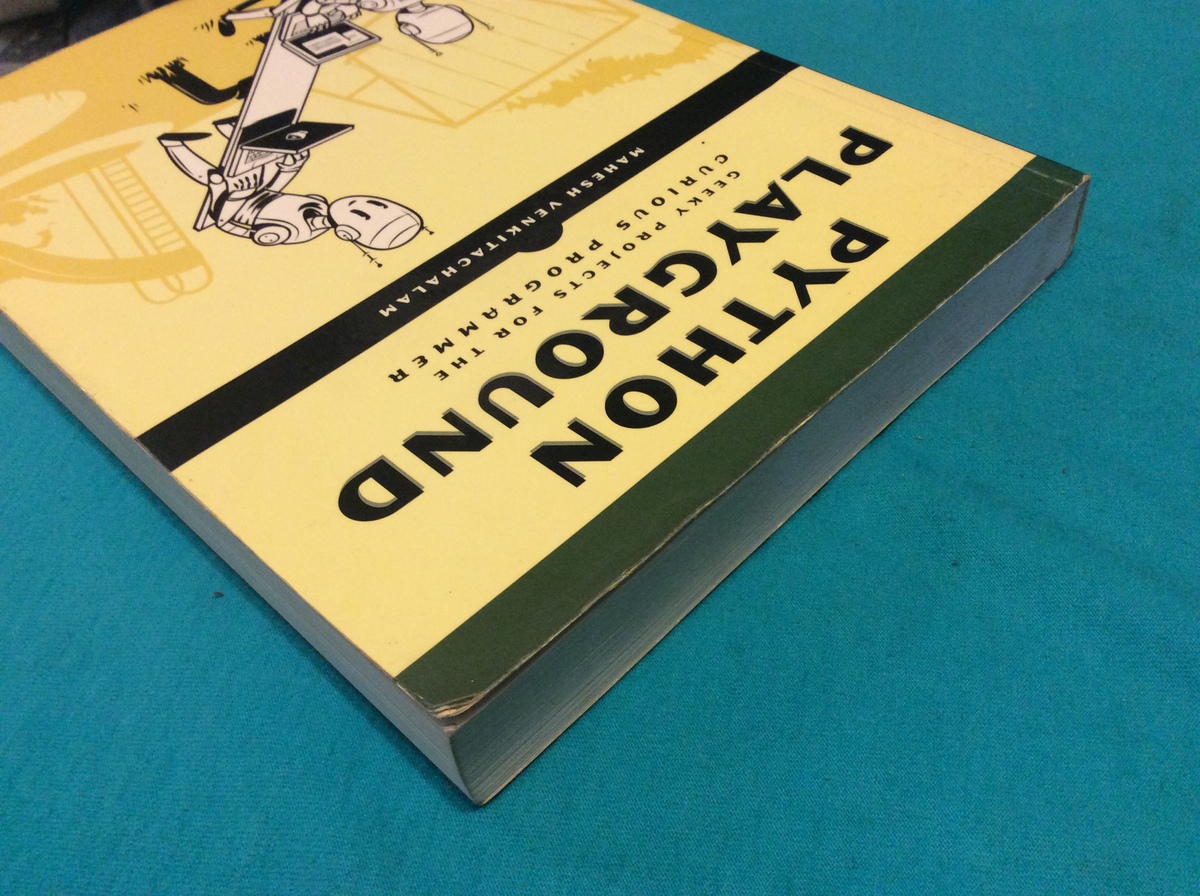 PYTHON
PLAYGROUND
GEEKY PROJECTS FOR THE
CURIOUS PROGRAMMER
MAHESH VENKITACHALAM